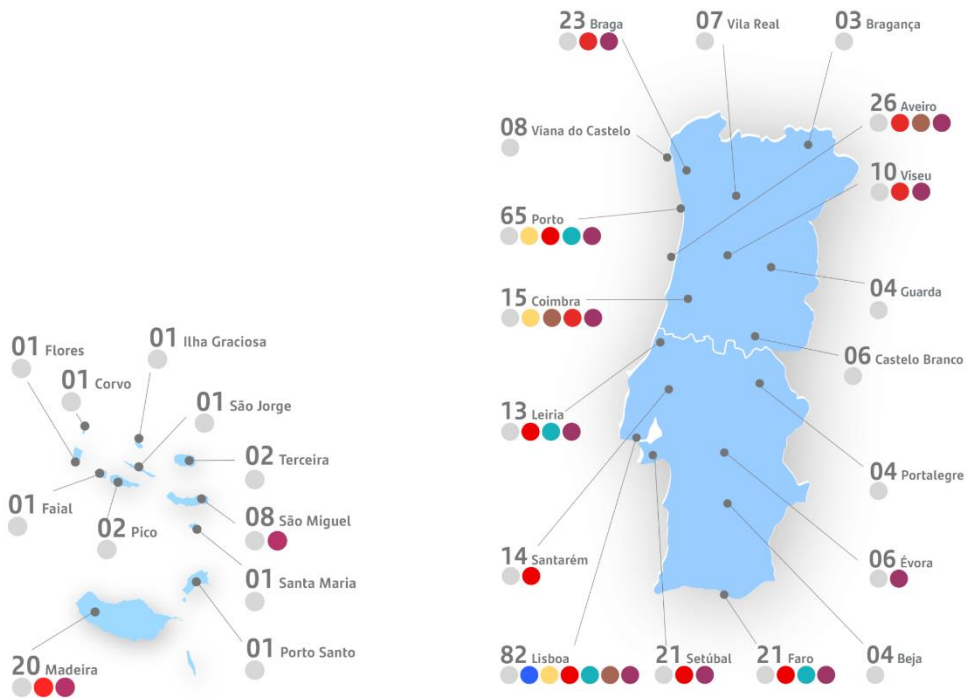 23 Braga
07 Vila Real
03 Bragança
26 Aveiro
08 Viana do Castelo
10 Viseu
65 Porto
04 Guarda
15 Coimbra
06 Castelo Branco
01 Flores
01 Ilha Graciosa
01 Corvo
01 São Jorge
13 Leiria
02 Terceira
04 Portalegre
01 Faial
02 Pico
08 São Miguel
14 Santarém
06 Évora
01 Santa Maria
20 Madeira
01 Porto Santo
82 Lisboa
21 Setúbal
21 Faro
04 Beja